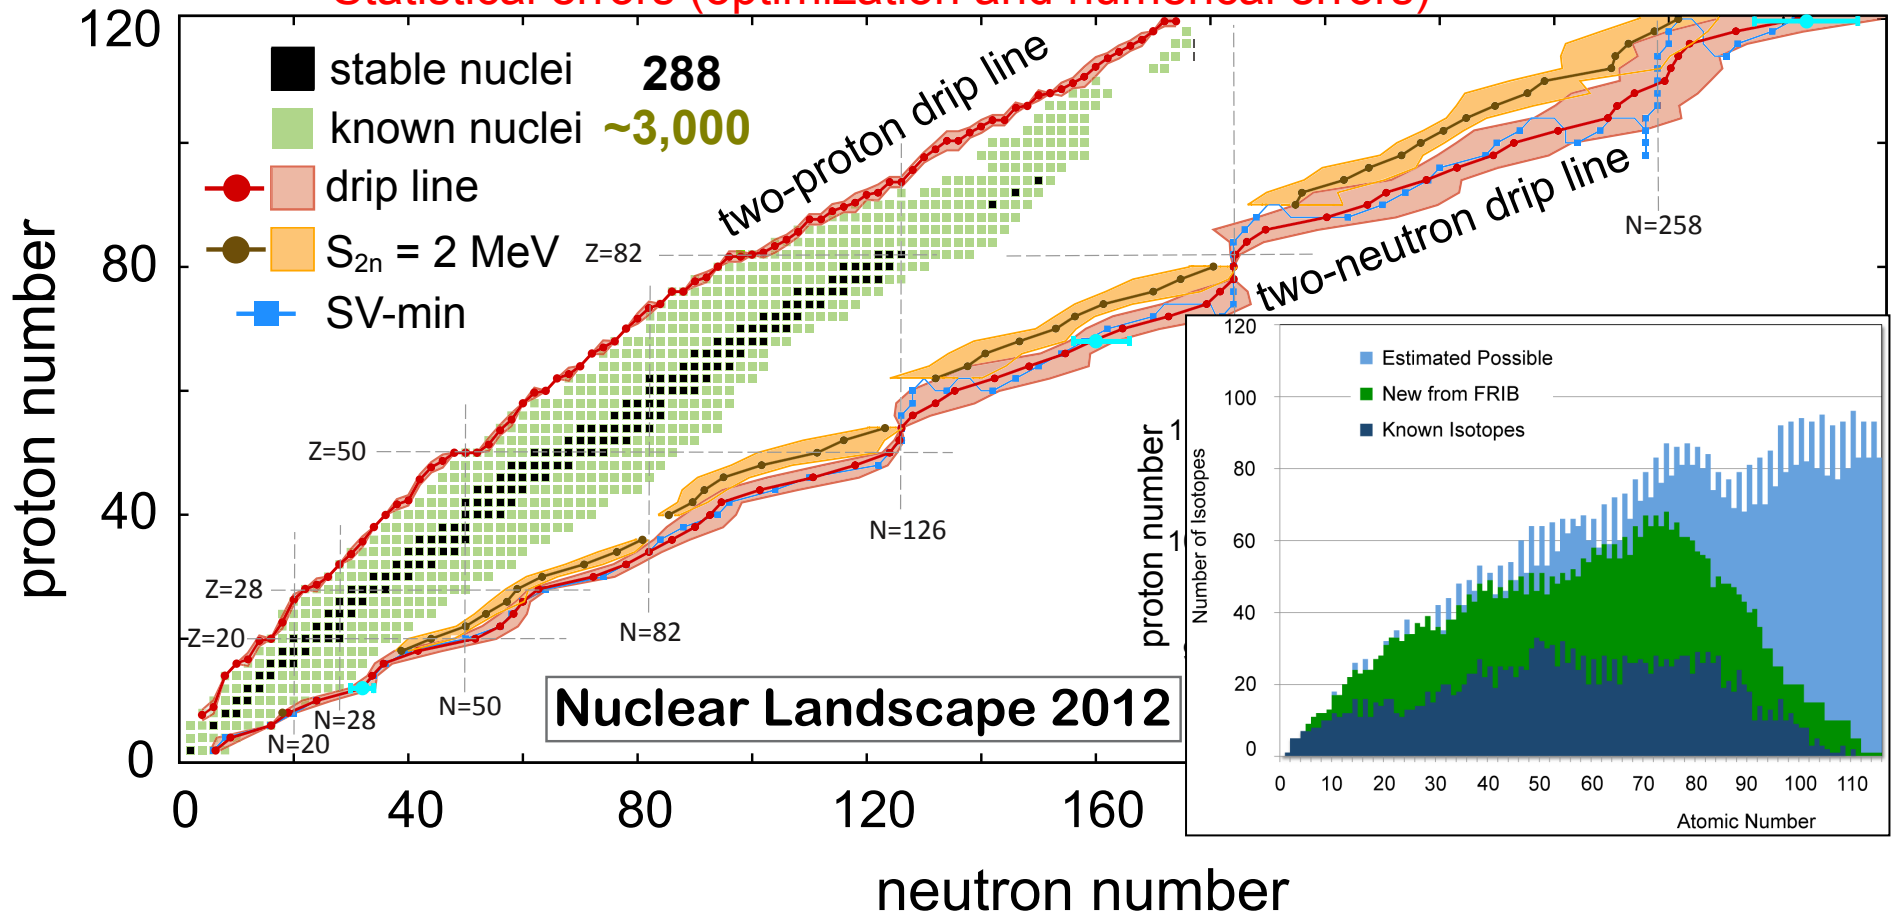 Statistical errors (optimization and numerical errors)
120
80
40
0
proton number
stable nuclei 288
known nuclei ~3,000
drip line
S2n = 2 MeV
SV-min
two-proton drip line
two-neutron drip line
Z=82
Z=50
Z=28
Z=20
N=20
N=28
N=50
N=82
N=126
N=258
Nuclear Landscape 2012
0 40 80 120 160
neutron number
proton number
120
100
80
60
40
20
0
Number of Isotopes
Estimated Possible
New from FRIB
Known Isotopes
0 10 20 30 40 50 60 70 80 90 100 110
Atomic Number